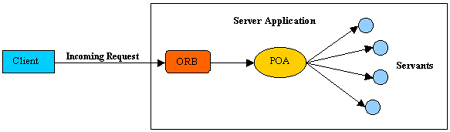 Server Application
Client
Incoming Request
ORB
POA
Servants